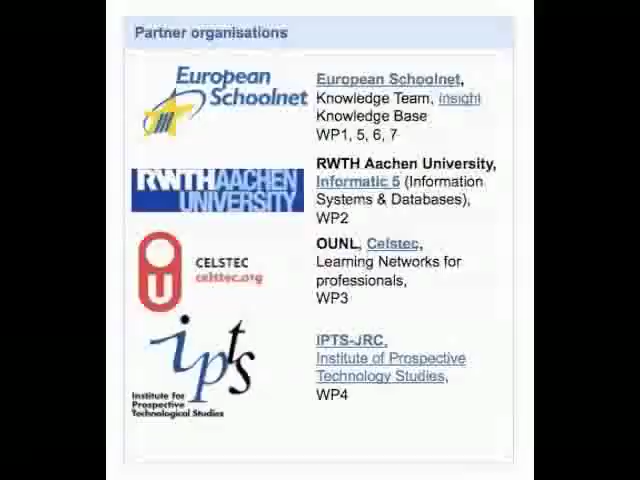 Partner organisations
European
Schoolnet
European Schoolnet,
Knowledge Team, Insight
Knowledge Base
WP1, 5, 6, 7
RWTHAACHEN
UNIVERSITY
RWTH Aachen University,
Informatic 5 (Information
Systems & Databases),
WP2
CELSTEC
celstec.org
OUNL, Celstec,
Learning Networks for
professionals,
WP3
ipts
Institute for
Prospective
Technological Studies
IPTS-JRC,
Institute of Prospective
Technology Studies,
WP4